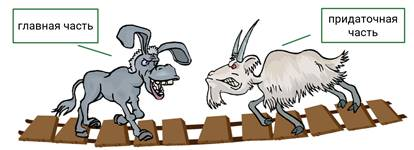 главная часть
придаточная
часть